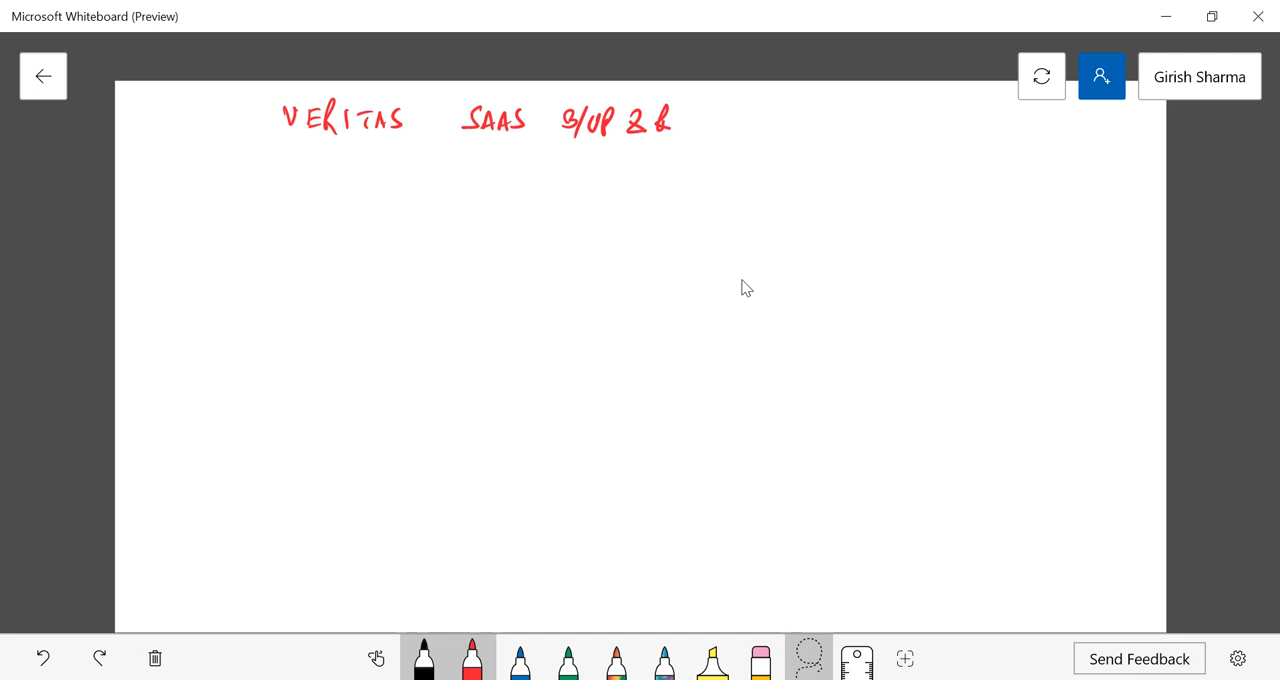 Microsoft Whiteboard (Preview)
Girish Sharma
VERITAS SAAS B/UP & R
Send Feedback